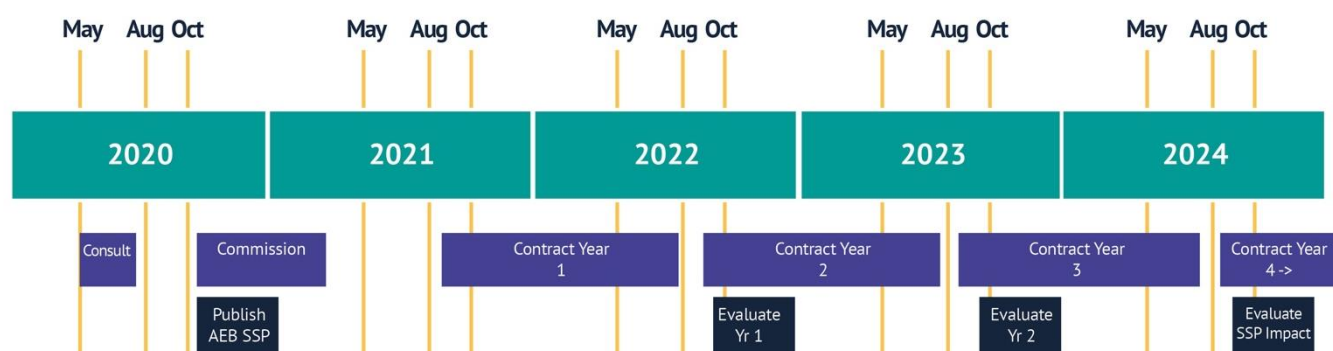 May Aug Oct May Aug Oct May Aug Oct May Aug Oct May Aug Oct
2020 2021 2022 2023 2024
Consult Commission Contract Year Contract Year Contract Year Contract Year
1 2 3 4 ->
Publish Evaluate Evaluate Evaluate
AEB SSP Yr 1 Yr 2 SSP Impact